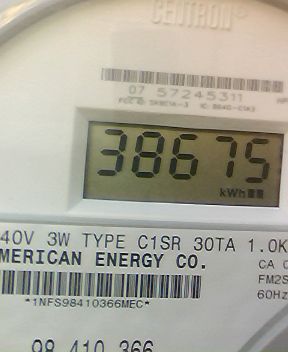 CENTRON®
07 57245311
38675
kWh
40V 3W TYPE C1SR 30TA 1.0K
MERICAN ENERGY CO.
CA 0
FM2S
60Hz
*1NFS98410366MEC*
98 410 366